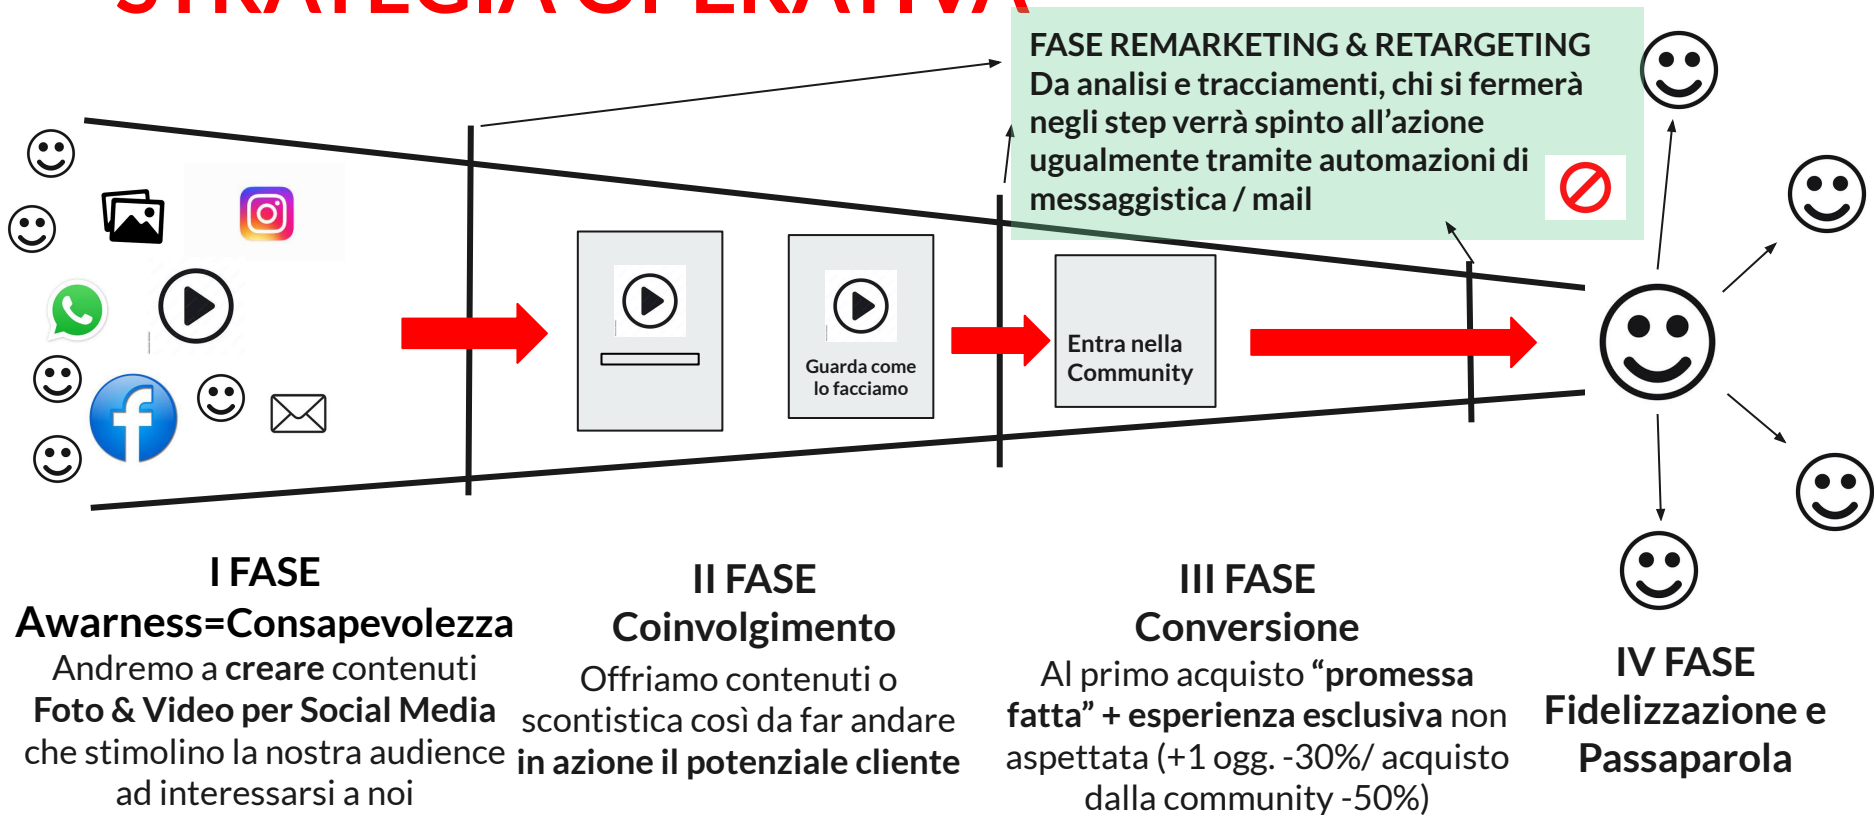 STRATEGIA OPERATIVA
FASE REMARKETING & RETARGETING
Da analisi e tracciamenti, chi si fermerà
negli step verrà spinto all’azione
ugualmente tramite automazioni di
messaggistica / mail
Guarda come
lo facciamo
Entra nella
Community
I FASE
Awarness=Consapevolezza
Andremo a creare contenuti
Foto & Video per Social Media
che stimolino la nostra audience
ad interessarsi a noi
II FASE
Coinvolgimento
Offriamo contenuti o
scontistica così da far andare
in azione il potenziale cliente
III FASE
Conversione
Al primo acquisto “promessa
fatta” + esperienza esclusiva non
aspettata (+1 ogg. -30%/ acquisto
dalla community -50%)
IV FASE
Fidelizzazione e
Passaparola